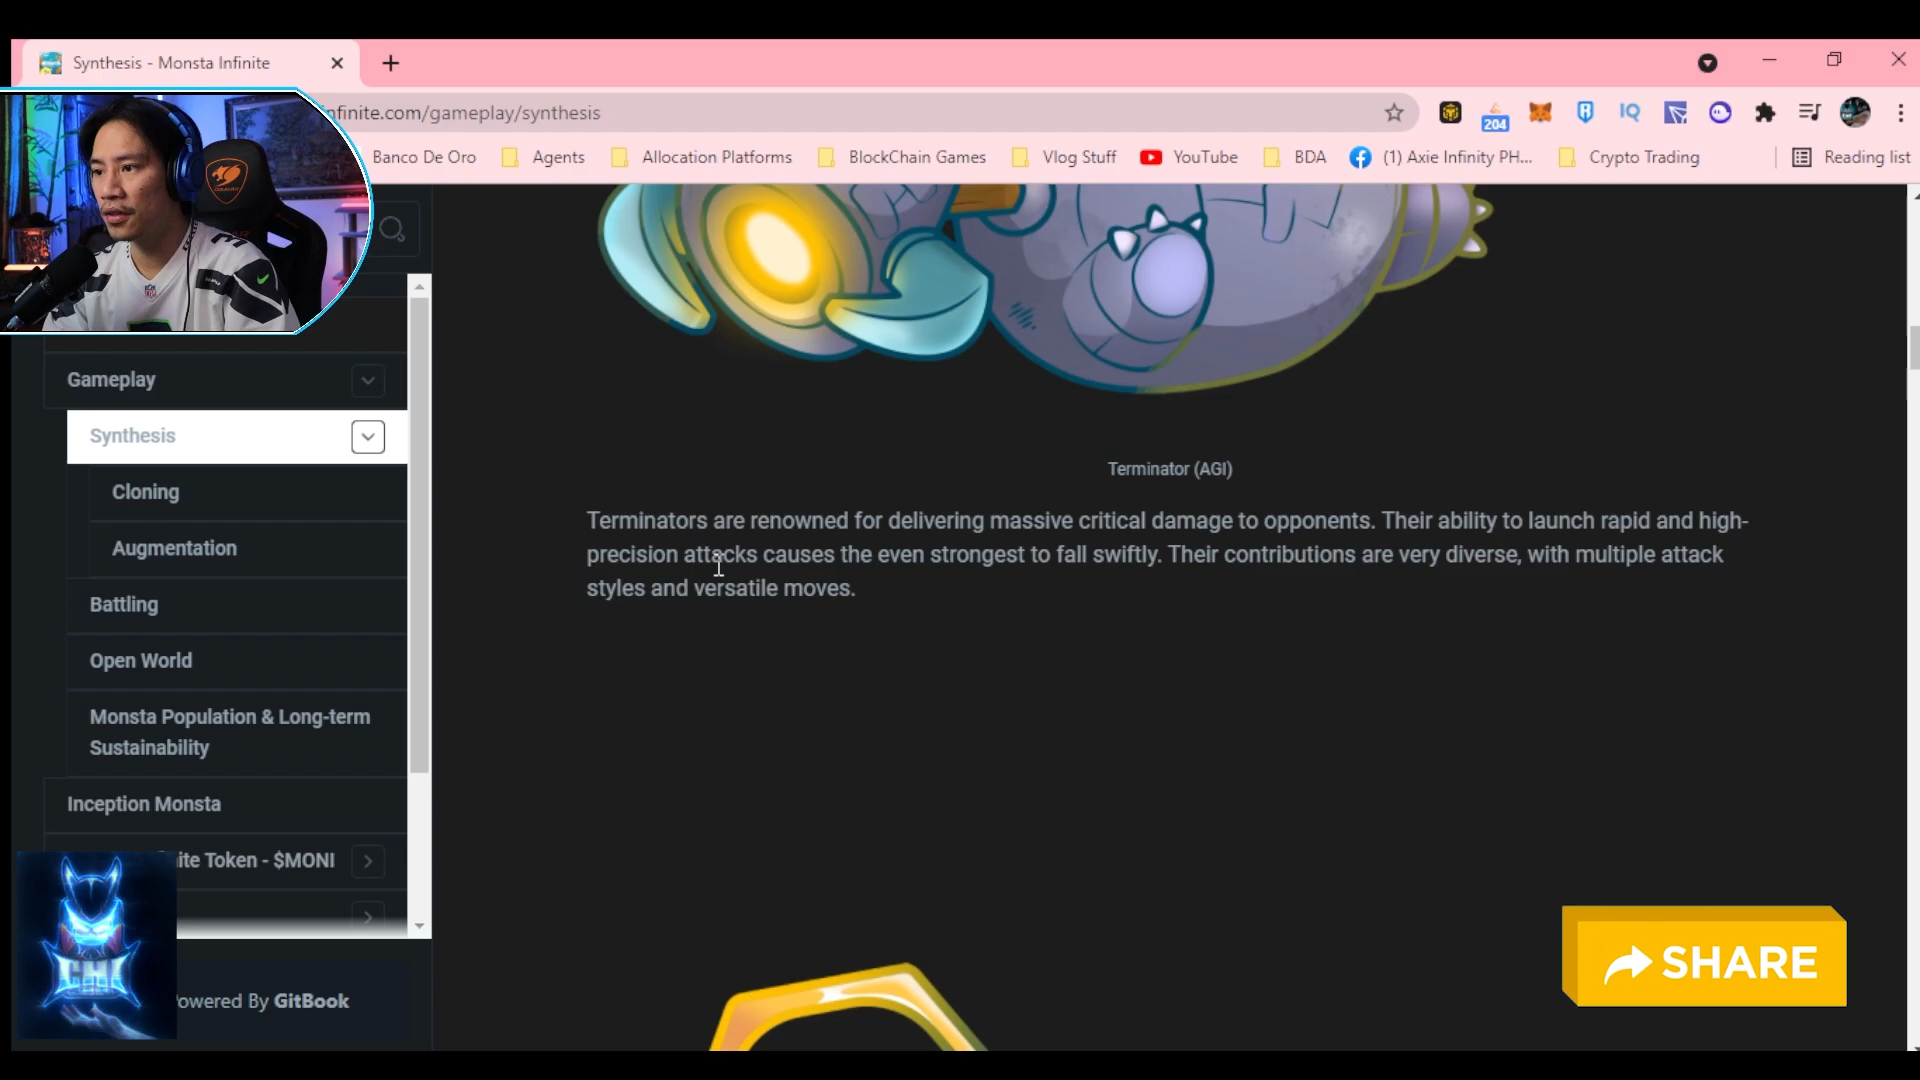 Synthesis - Monsta Infinite
nfinite.com/gameplay/synthesis
204
IQ
Banco De Oro
Agents
Allocation Platforms
BlockChain Games
Vlog Stuff
YouTube
BDA
(1) Axie Infinity PH...
Crypto Trading
Reading list
COUGAR
NFL
Gameplay
Synthesis
Cloning
Augmentation
Battling
Open World
Monsta Population & Long-term
Sustainability
Inception Monsta
ite Token - $MONI
owered By GitBook
Terminator (AGI)
Terminators are renowned for delivering massive critical damage to opponents. Their ability to launch rapid and high-
precision attacks causes the even strongest to fall swiftly. Their contributions are very diverse, with multiple attack
styles and versatile moves.
SHARE